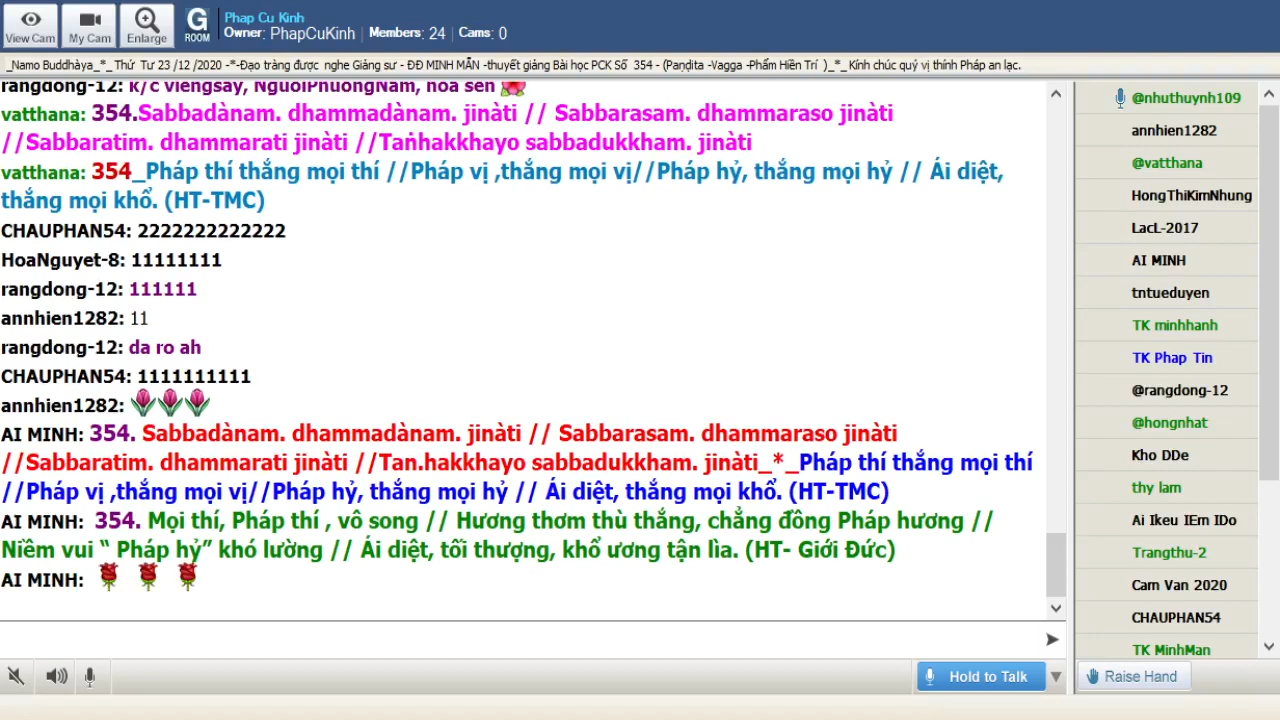 View Cam
My Cam
Enlarge
G
ROOM
Phap Cu Kinh
Owner: PhapCuKinh | Members: 24 | Cams: 0
_Namo Buddhàya_*_ Thứ Tư 23 /12 /2020 -*-Đạo tràng được nghe Giảng sư - ĐĐ MINH MẪN -thuyết giảng Bài học PCK Số 354 - (Paṇḍita -Vagga -Phẩm Hiền Trí )_*_ Kính chúc quý vị thính Pháp an lạc.
rangdong-12: k/c viengsay, NguoiPhuongNam, hoa sen
vatthana: 354.Sabbadànam. dhammadànam. jinàti // Sabbarasam. dhammaraso jinàti
//Sabbaratim. dhammarati jinàti //Taṅhakkhayo sabbadukkham. jinàti
vatthana: 354_Pháp thí thắng mọi thí //Pháp vị ,thắng mọi vị//Pháp hỷ, thắng mọi hỷ // Ái diệt,
thắng mọi khổ. (HT-TMC)
CHAUPHAN54: 2222222222222
HoaNguyet-8: 11111111
rangdong-12: 111111
annhien1282: 11
rangdong-12: da ro ah
CHAUPHAN54: 1111111111
annhien1282:
AI MINH: 354. Sabbadànam. dhammadànam. jinàti // Sabbarasam. dhammaraso jinàti
//Sabbaratim. dhammarati jinàti //Tan.hakkhayo sabbadukkham. jinàti_*_Pháp thí thắng mọi thí
//Pháp vị ,thắng mọi vị//Pháp hỷ, thắng mọi hỷ // Ái diệt, thắng mọi khổ. (HT-TMC)
AI MINH: 354. Mọi thí, Pháp thí , vô song // Hương thơm thù thắng, chẳng đồng Pháp hương //
Niềm vui “ Pháp hỷ” khó lường // Ái diệt, tối thượng, khổ ương tận lìa. (HT- Giới Đức)
AI MINH:
@nhuthuynh109
annhien1282
@vatthana
HongThiKimNhung
LacL-2017
AI MINH
tntueduyen
TK minhhanh
TK Phap Tin
@rangdong-12
@hongnhat
Kho DDe
thy lam
Ai Ikeu IEm IDo
Trangthu-2
Cam Van 2020
CHAUPHAN54
TK MinhMan
Hold to Talk
Raise Hand